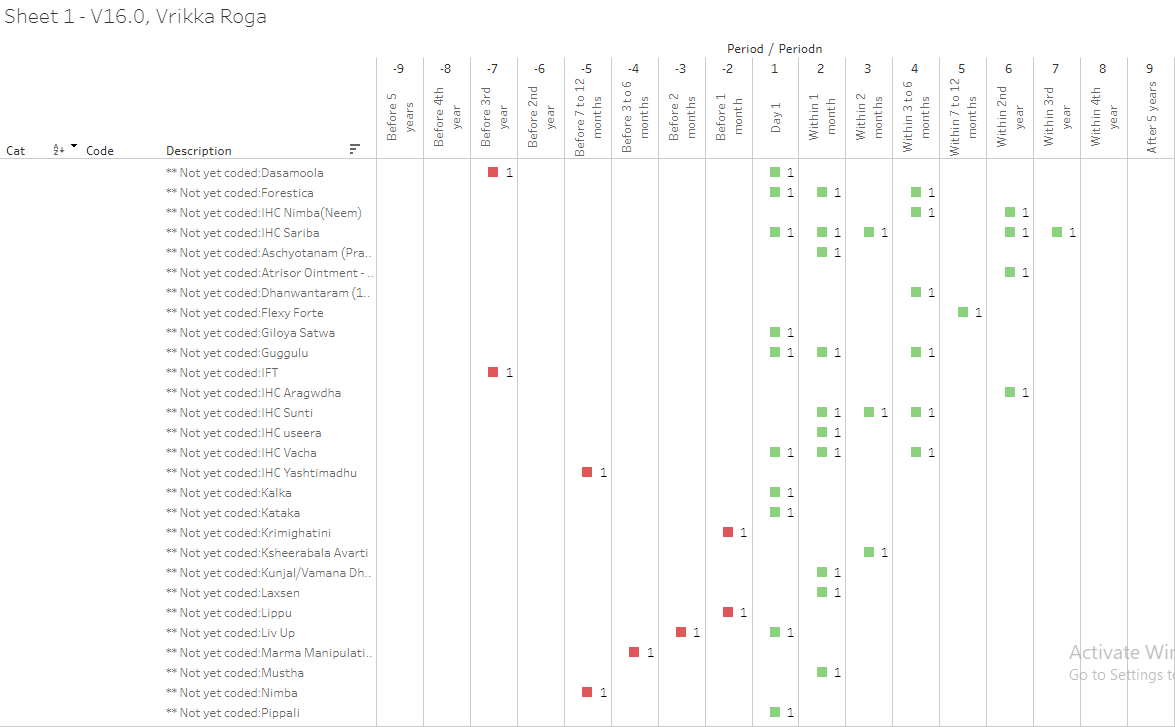 Sheet 1 - V16.0, Vrikka Roga
Period / Periodn
-9 -8 -7 -6 -5 -4 -3 -2 1 2 3 4 5 6 7 8 9
Before 5 years
Before 4th year
Before 3rd year
Before 2nd year
Before 7 to 12 months
Before 3 to 6 months
Before 2 months
Before 1 month
Day 1
Within 1 month
Within 2 months
Within 3 to 6 months
Within 7 to 12 months
Within 2nd year
Within 3rd year
Within 4th year
After 5 years
Cat Code Description
** Not yet coded:Dasamoola 1 1
** Not yet coded:Forestica 1 1 1
** Not yet coded:IHC Nimba(Neem) 1 1
** Not yet coded:IHC Sariba 1 1 1 1 1
** Not yet coded:Aschyotanam (Pra.. 1
** Not yet coded:Atrisor Ointment - .. 1
** Not yet coded:Dhanwantaram (1.. 1
** Not yet coded:Flexy Forte 1
** Not yet coded:Giloya Satwa 1
** Not yet coded:Guggulu 1 1 1
** Not yet coded:IFT 1
** Not yet coded:IHC Aragwdha 1
** Not yet coded:IHC Sunti 1 1 1
** Not yet coded:IHC useera 1
** Not yet coded:IHC Vacha 1 1 1
** Not yet coded:IHC Yashtimadhu 1
** Not yet coded:Kalka 1
** Not yet coded:Kataka 1
** Not yet coded:Krimighatini 1
** Not yet coded:Ksheerabala Avarti 1
** Not yet coded:Kunjal/Vamana Dh.. 1
** Not yet coded:Laxsen 1
** Not yet coded:Lippu 1
** Not yet coded:Liv Up 1 1
** Not yet coded:Marma Manipulati.. 1
** Not yet coded:Mustha 1
** Not yet coded:Nimba 1
** Not yet coded:Pippali 1
Activate Win
Go to Settings to